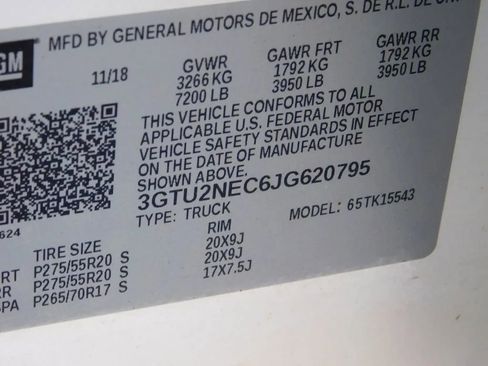 GM
MFD BY GENERAL MOTORS DE MEXICO, S. DE R.L. DE
11/18
GVWR GAWR FRT GAWR RR
3266 KG 1792 KG 1792 KG
7200 LB 3950 LB 3950 LB
THIS VEHICLE CONFORMS TO ALL
APPLICABLE U.S. FEDERAL MOTOR
VEHICLE SAFETY STANDARDS IN EFFECT
ON THE DATE OF MANUFACTURE
SHOWN ABOVE.
3GTU2NEC6JG620795
TYPE: TRUCK MODEL: 65TK15543
624
TIRE SIZE RIM
RT P275/55R20 S 20X9J
RR P275/55R20 S 20X9J
SPA P265/70R17 S 17X7.5J